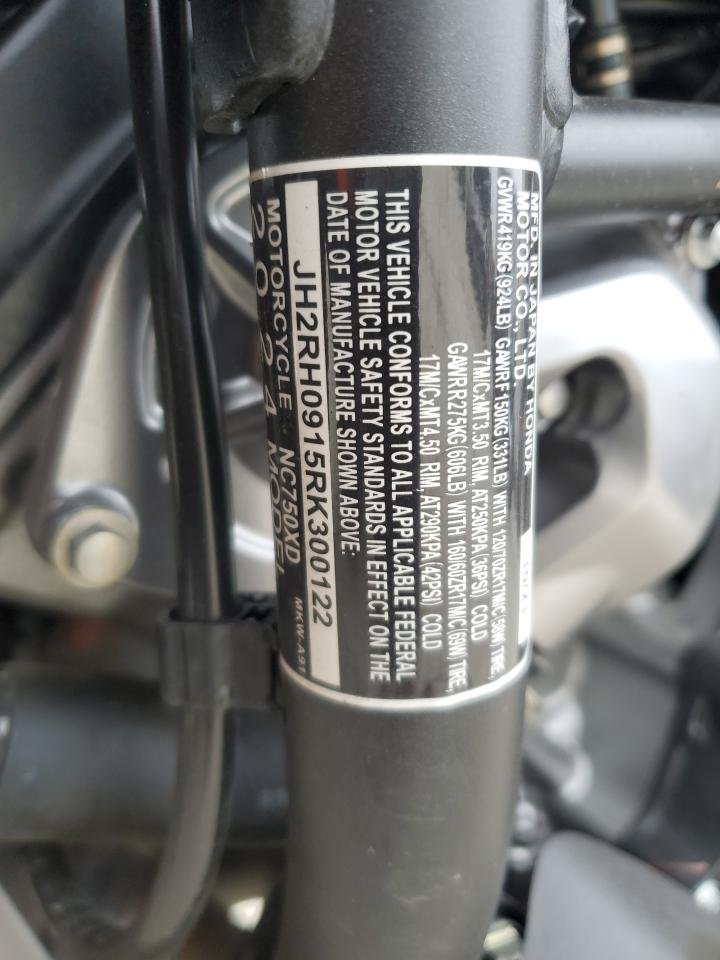 MFD. IN JAPAN BY HONDA
MOTOR CO., LTD.
GVWR419KG(924LB) GAWRF150KG(331LB) WITH 120/70ZR17M/C(58W) TIRE,
17M/CxMT3.50 RIM, AT250KPA(36PSI) COLD
GAWRR275KG(606LB) WITH 160/60ZR17M/C(69W) TIRE,
17M/CxMT4.50 RIM, AT290KPA(42PSI) COLD
THIS VEHICLE CONFORMS TO ALL APPLICABLE FEDERAL
MOTOR VEHICLE SAFETY STANDARDS IN EFFECT ON THE
DATE OF MANUFACTURE SHOWN ABOVE:
JH2RH0915RK300122
MOTORCYCLE NC750XD MKW-A91
2024 MODEL